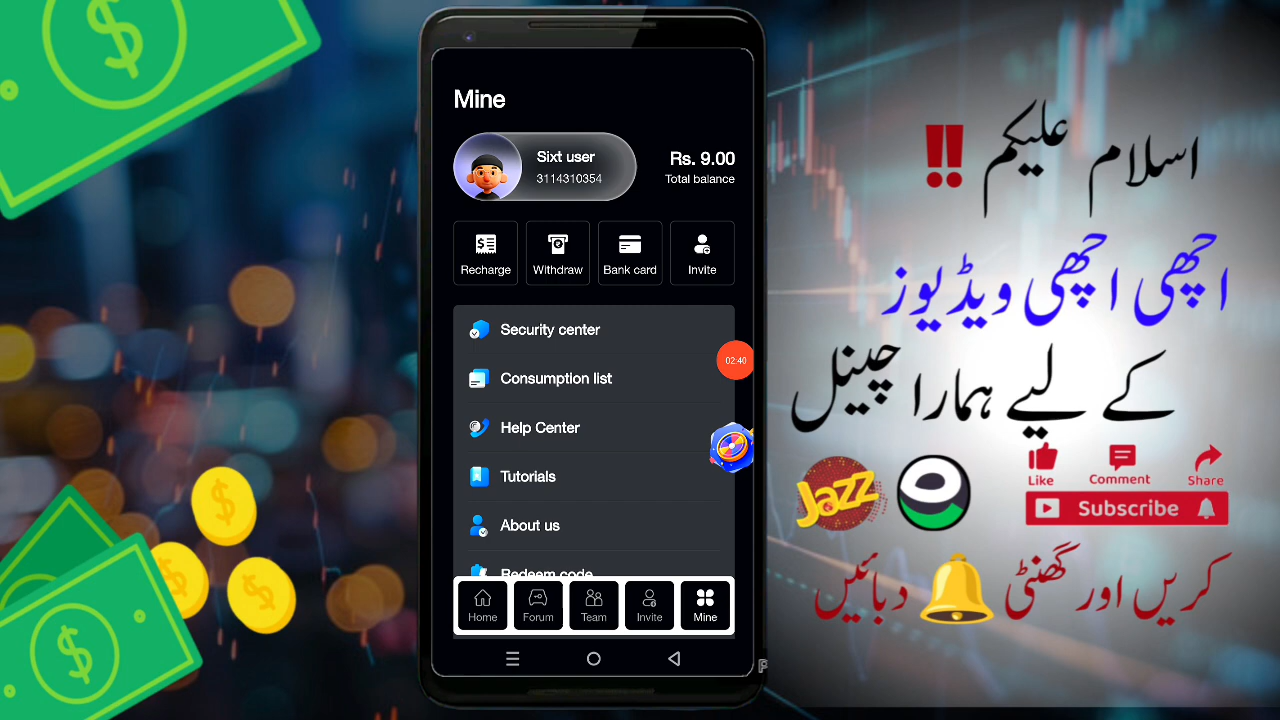 Mine
Sixt user
3114310354
Rs. 9.00
Total balance
Recharge
Withdraw
Bank card
Invite
Security center
Consumption list
Help Center
Tutorials
About us
Redeem code
02:40
Home
Forum
Team
Invite
Mine
اسلام علیکم ‼
اچھی اچھی ویڈیوز
کے لیے ہمارا چینل
Jazz
Like
Comment
Share
Subscribe
کریں اور گھنٹی 🔔 دبائیں